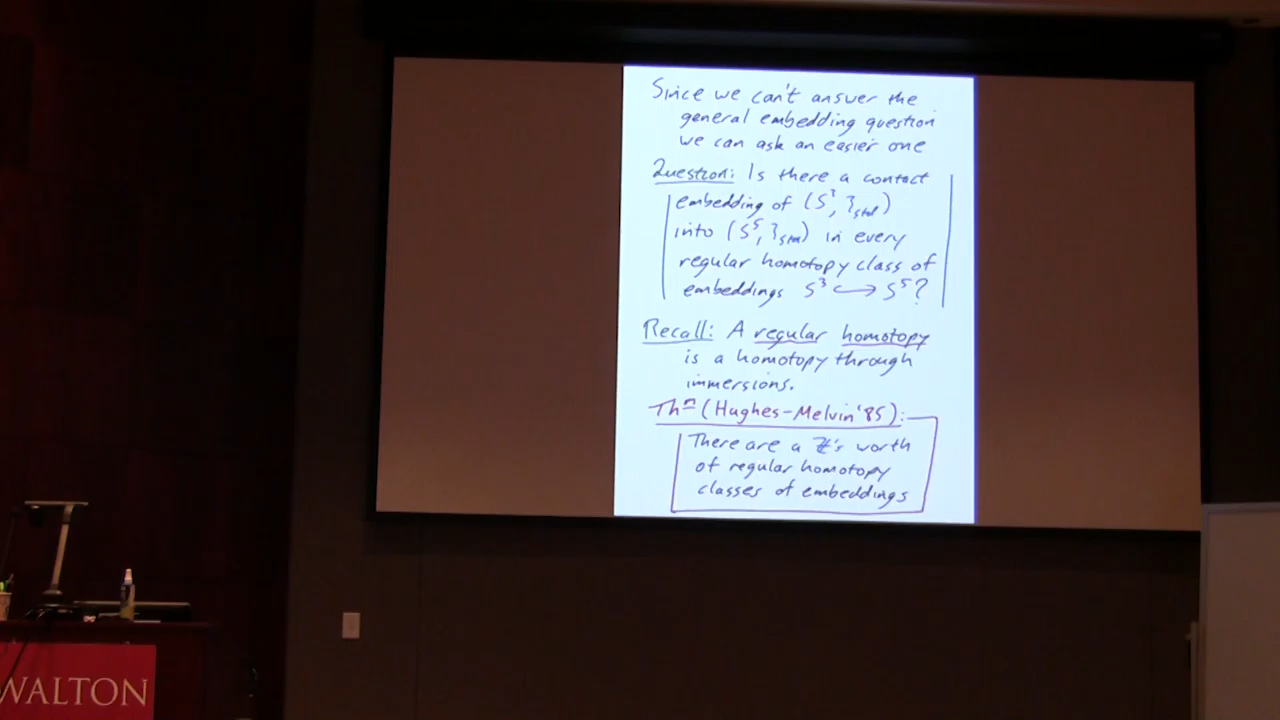 Since we can't answer the
general embedding question
we can ask an easier one
Question: Is there a contact
embedding of (S³, ξstd)
into (S⁵, ξstd) in every
regular homotopy class of
embeddings S³ ↪ S⁵?
Recall: A regular homotopy
is a homotopy through
immersions.
Thᵐ (Hughes-Melvin '85):
There are a ℤ's worth
of regular homotopy
classes of embeddings
WALTON